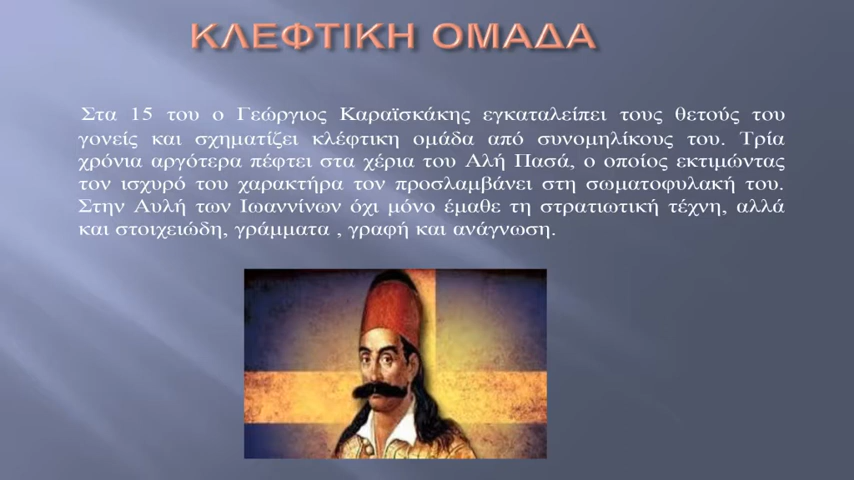 ΚΛΕΦΤΙΚΗ ΟΜΑΔΑ
Στα 15 του ο Γεώργιος Καραϊσκάκης εγκαταλείπει τους θετούς του
γονείς και σχηματίζει κλέφτικη ομάδα από συνομηλίκους του. Τρία
χρόνια αργότερα πέφτει στα χέρια του Αλή Πασά, ο οποίος εκτιμώντας
τον ισχυρό του χαρακτήρα τον προσλαμβάνει στη σωματοφυλακή του.
Στην Αυλή των Ιωαννίνων όχι μόνο έμαθε τη στρατιωτική τέχνη, αλλά
και στοιχειώδη, γράμματα , γραφή και ανάγνωση.